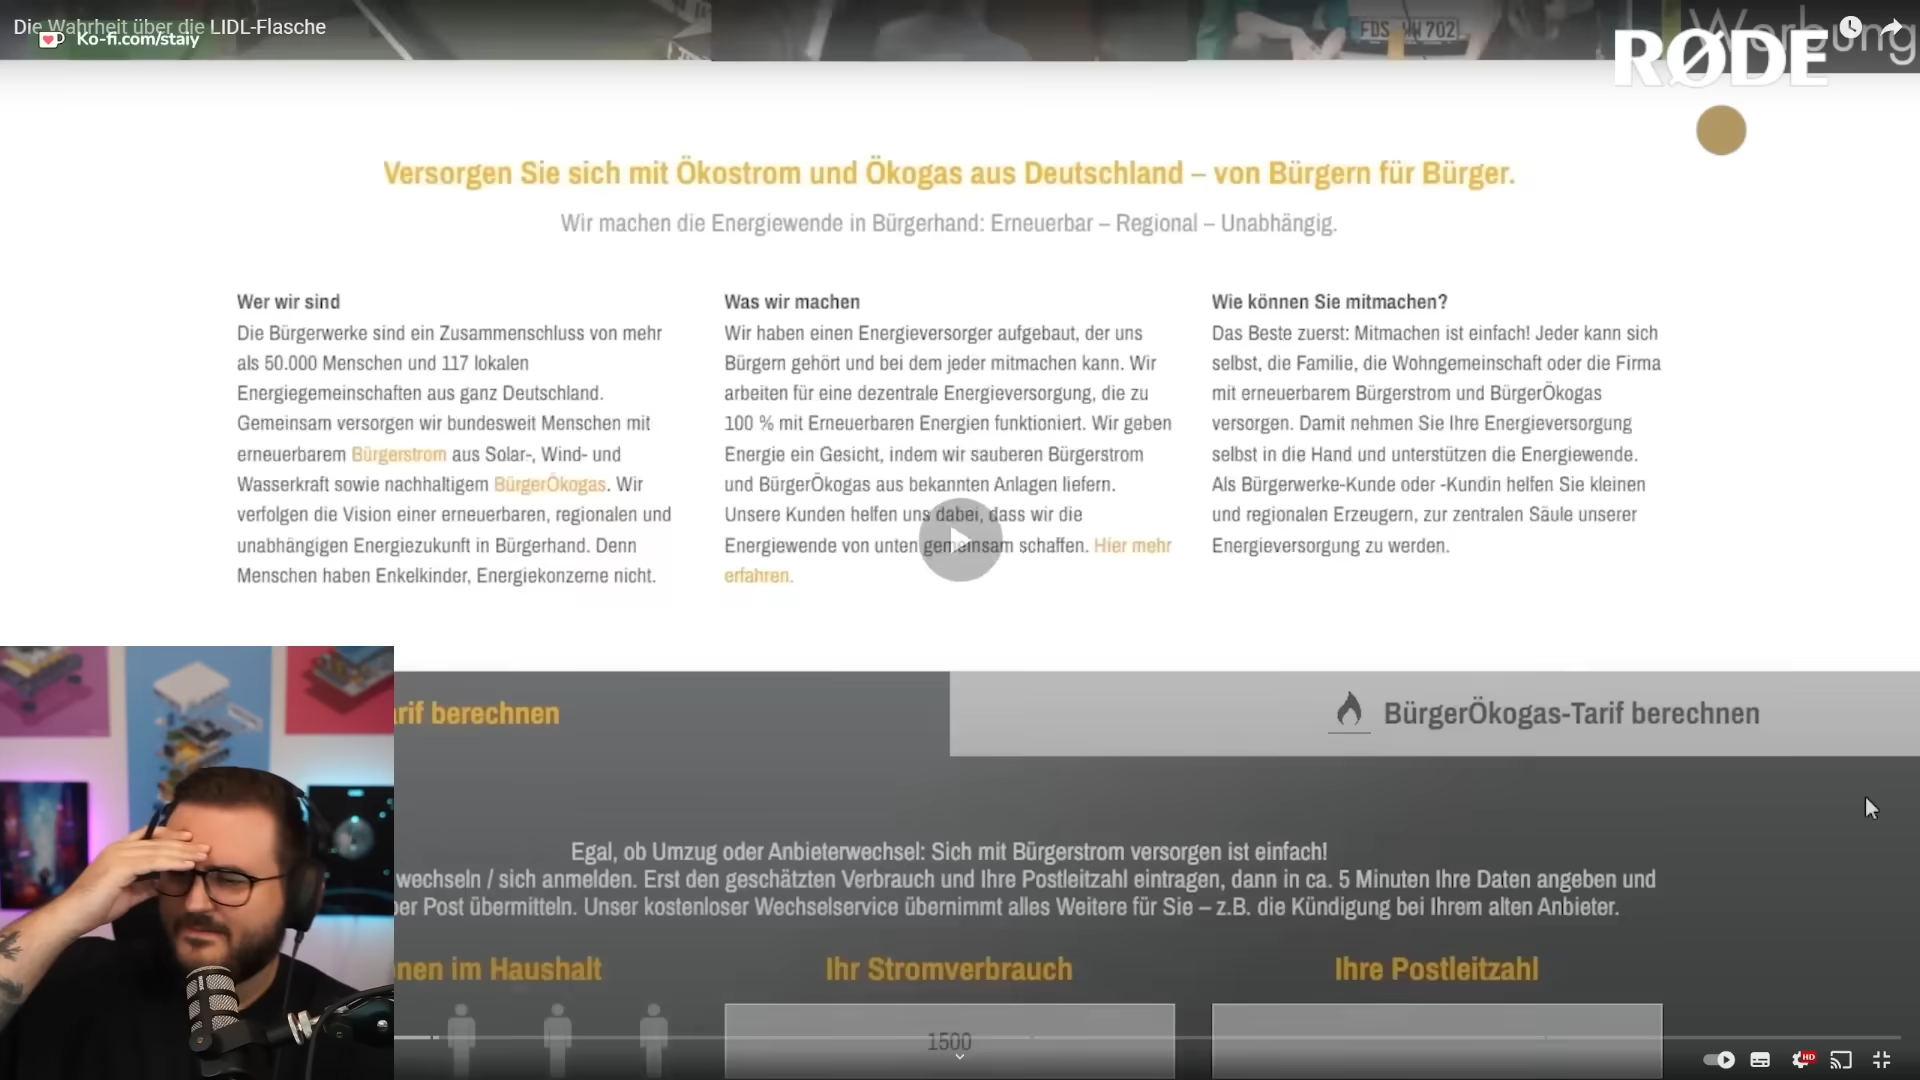 Die Wahrheit über die LIDL-Flasche
Ko-fi.com/staiy
FDS WW 702
Werbung
RØDE
Versorgen Sie sich mit Ökostrom und Ökogas aus Deutschland – von Bürgern für Bürger.
Wir machen die Energiewende in Bürgerhand: Erneuerbar – Regional – Unabhängig.
Wer wir sind
Die Bürgerwerke sind ein Zusammenschluss von mehr
als 50.000 Menschen und 117 lokalen
Energiegemeinschaften aus ganz Deutschland.
Gemeinsam versorgen wir bundesweit Menschen mit
erneuerbarem Bürgerstrom aus Solar-, Wind- und
Wasserkraft sowie nachhaltigem BürgerÖkogas. Wir
verfolgen die Vision einer erneuerbaren, regionalen und
unabhängigen Energiezukunft in Bürgerhand. Denn
Menschen haben Enkelkinder, Energiekonzerne nicht.
Was wir machen
Wir haben einen Energieversorger aufgebaut, der uns
Bürgern gehört und bei dem jeder mitmachen kann. Wir
arbeiten für eine dezentrale Energieversorgung, die zu
100 % mit Erneuerbaren Energien funktioniert. Wir geben
Energie ein Gesicht, indem wir sauberen Bürgerstrom
und BürgerÖkogas aus bekannten Anlagen liefern.
Unsere Kunden helfen uns dabei, dass wir die
Energiewende von unten gemeinsam schaffen. Hier mehr
erfahren.
Wie können Sie mitmachen?
Das Beste zuerst: Mitmachen ist einfach! Jeder kann sich
selbst, die Familie, die Wohngemeinschaft oder die Firma
mit erneuerbarem Bürgerstrom und BürgerÖkogas
versorgen. Damit nehmen Sie Ihre Energieversorgung
selbst in die Hand und unterstützen die Energiewende.
Als Bürgerwerke-Kunde oder -Kundin helfen Sie kleinen
und regionalen Erzeugern, zur zentralen Säule unserer
Energieversorgung zu werden.
arif berechnen
BürgerÖkogas-Tarif berechnen
Egal, ob Umzug oder Anbieterwechsel: Sich mit Bürgerstrom versorgen ist einfach!
wechseln / sich anmelden. Erst den geschätzten Verbrauch und Ihre Postleitzahl eintragen, dann in ca. 5 Minuten Ihre Daten angeben und
per Post übermitteln. Unser kostenloser Wechselservice übernimmt alles Weitere für Sie – z.B. die Kündigung bei Ihrem alten Anbieter.
nen im Haushalt
Ihr Stromverbrauch
Ihre Postleitzahl
1500
HD